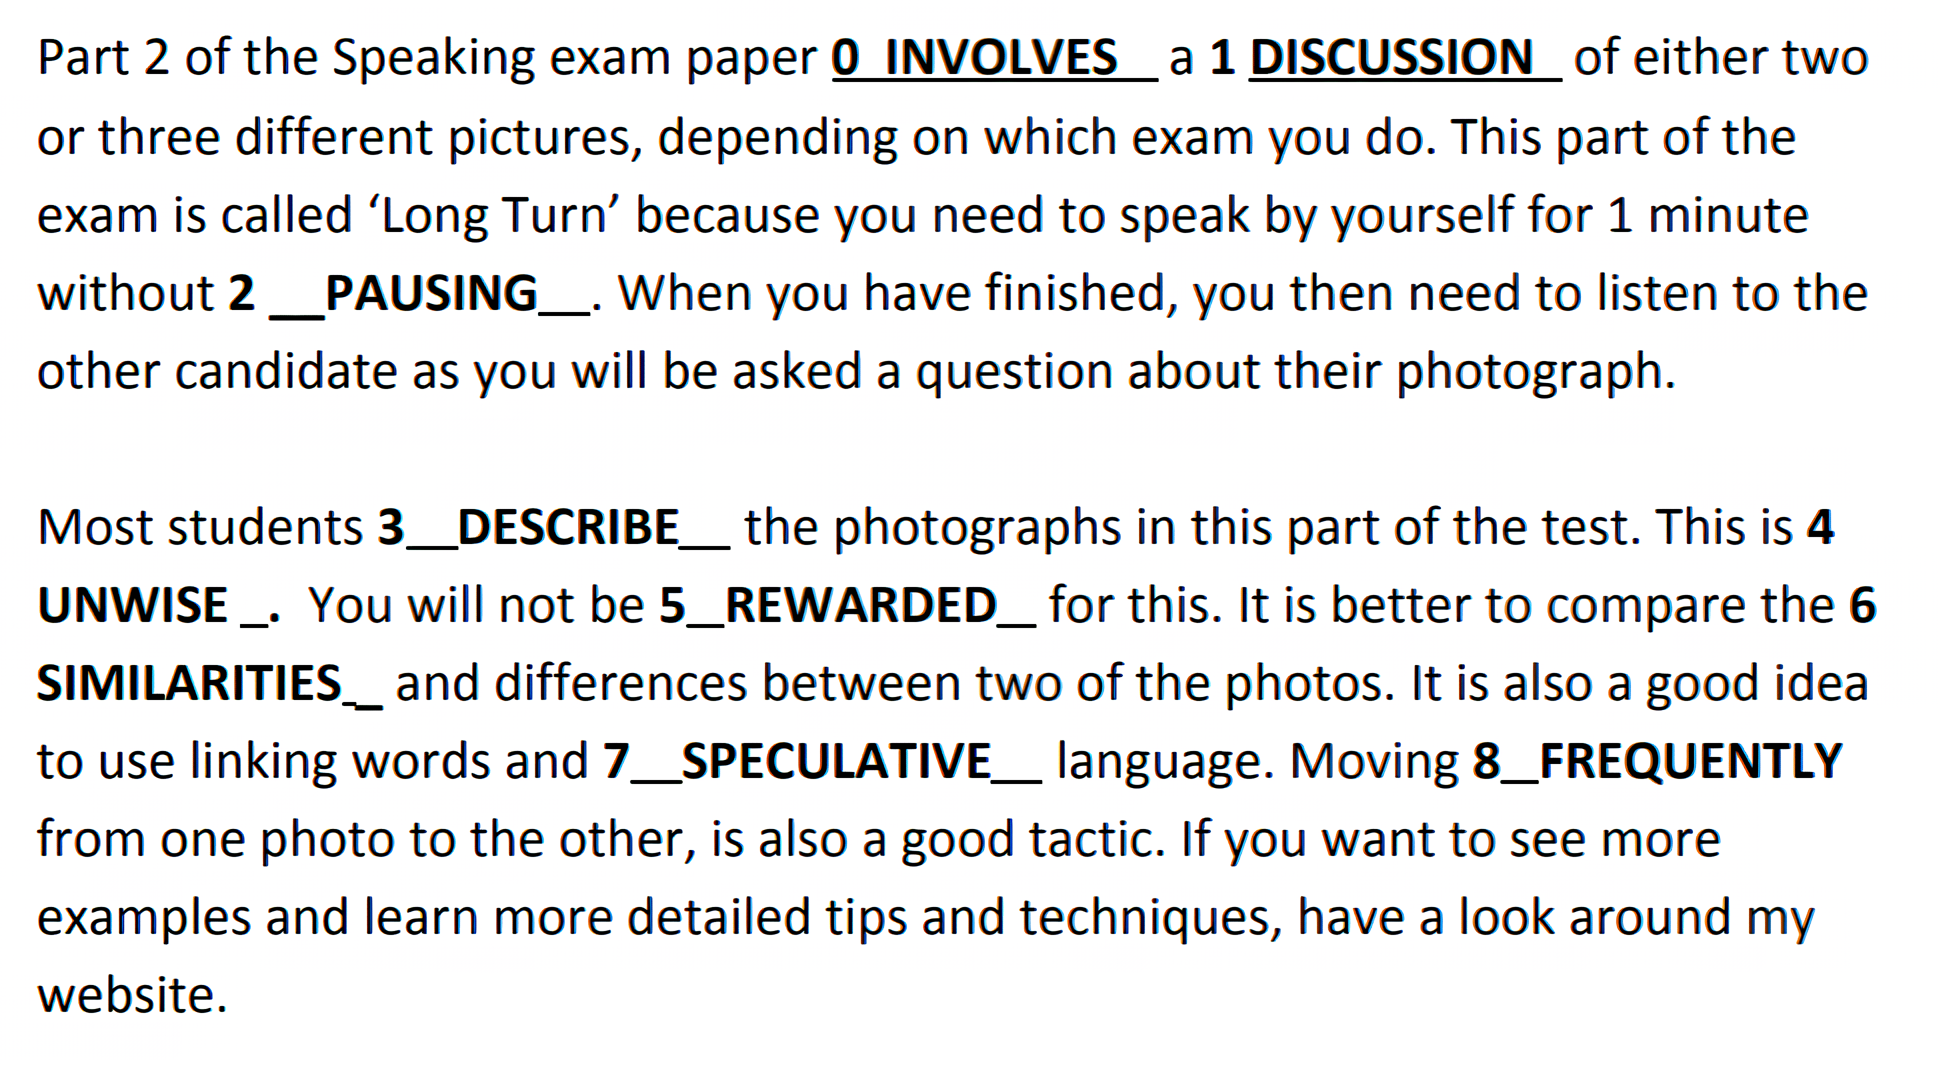 Part 2 of the Speaking exam paper 0 INVOLVES__ a 1 DISCUSSION_ of either two
or three different pictures, depending on which exam you do. This part of the
exam is called ‘Long Turn’ because you need to speak by yourself for 1 minute
without 2 __PAUSING__. When you have finished, you then need to listen to the
other candidate as you will be asked a question about their photograph.
Most students 3__DESCRIBE__ the photographs in this part of the test. This is 4
UNWISE _. You will not be 5_REWARDED_ for this. It is better to compare the 6
SIMILARITIES__ and differences between two of the photos. It is also a good idea
to use linking words and 7__SPECULATIVE__ language. Moving 8_FREQUENTLY
from one photo to the other, is also a good tactic. If you want to see more
examples and learn more detailed tips and techniques, have a look around my
website.